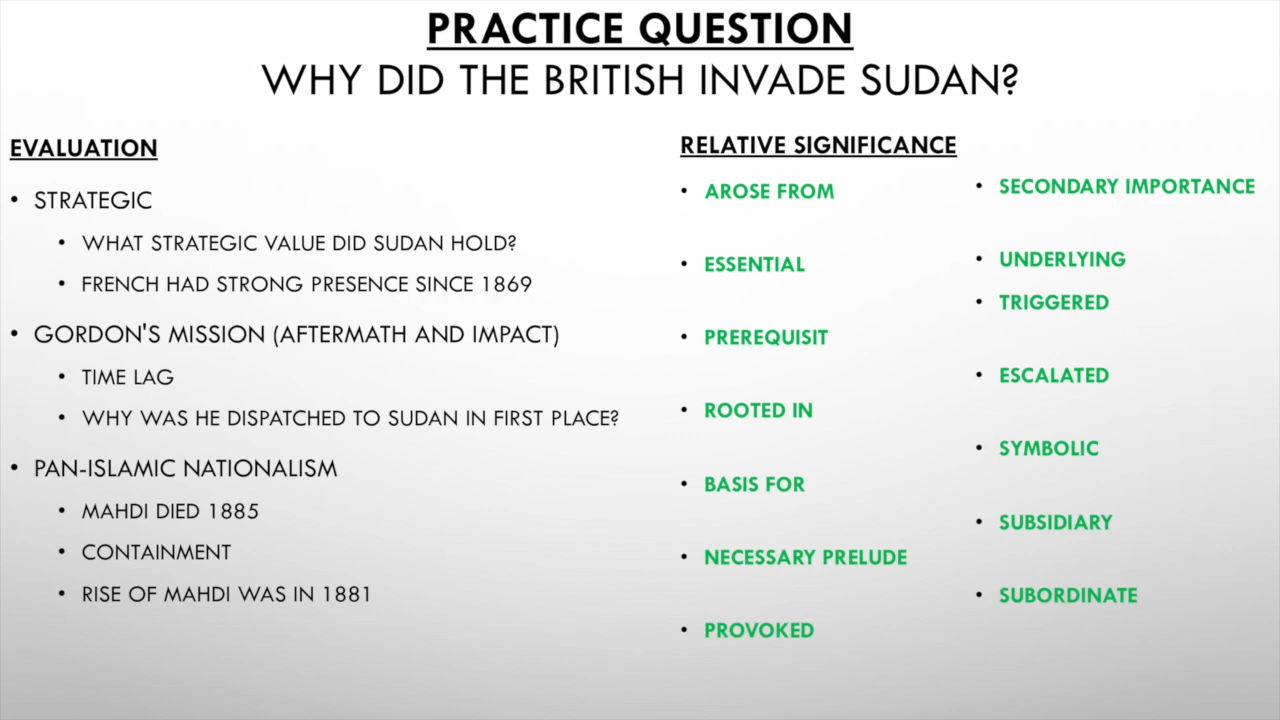 PRACTICE QUESTION
WHY DID THE BRITISH INVADE SUDAN?
EVALUATION
• STRATEGIC
• WHAT STRATEGIC VALUE DID SUDAN HOLD?
• FRENCH HAD STRONG PRESENCE SINCE 1869
• GORDON'S MISSION (AFTERMATH AND IMPACT)
• TIME LAG
• WHY WAS HE DISPATCHED TO SUDAN IN FIRST PLACE?
• PAN-ISLAMIC NATIONALISM
• MAHDI DIED 1885
• CONTAINMENT
• RISE OF MAHDI WAS IN 1881
RELATIVE SIGNIFICANCE
• AROSE FROM
• ESSENTIAL
• PREREQUISIT
• ROOTED IN
• BASIS FOR
• NECESSARY PRELUDE
• PROVOKED
• SECONDARY IMPORTANCE
• UNDERLYING
• TRIGGERED
• ESCALATED
• SYMBOLIC
• SUBSIDIARY
• SUBORDINATE